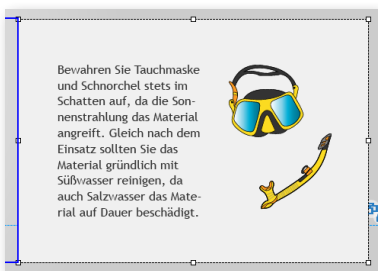 Bewahren Sie Tauchmaske
und Schnorchel stets im
Schatten auf, da die Son-
nenstrahlung das Material
angreift. Gleich nach dem
Einsatz sollten Sie das
Material gründlich mit
Süßwasser reinigen, da
auch Salzwasser das Mate-
rial auf Dauer beschädigt.